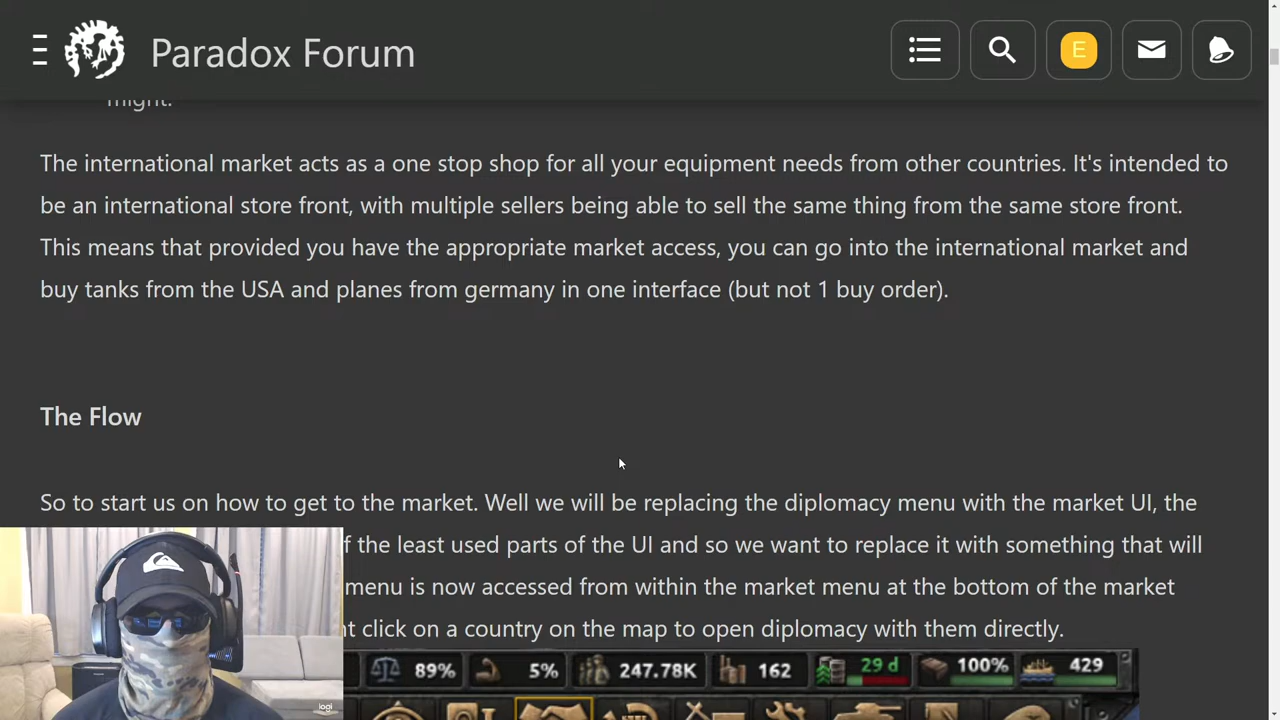 Paradox Forum
E
might.
The international market acts as a one stop shop for all your equipment needs from other countries. It's intended to
be an international store front, with multiple sellers being able to sell the same thing from the same store front.
This means that provided you have the appropriate market access, you can go into the international market and
buy tanks from the USA and planes from germany in one interface (but not 1 buy order).
The Flow
So to start us on how to get to the market. Well we will be replacing the diplomacy menu with the market UI, the
f the least used parts of the UI and so we want to replace it with something that will
menu is now accessed from within the market menu at the bottom of the market
nt click on a country on the map to open diplomacy with them directly.
89% 5% 247.78K 162 29 d 100% 429
logi